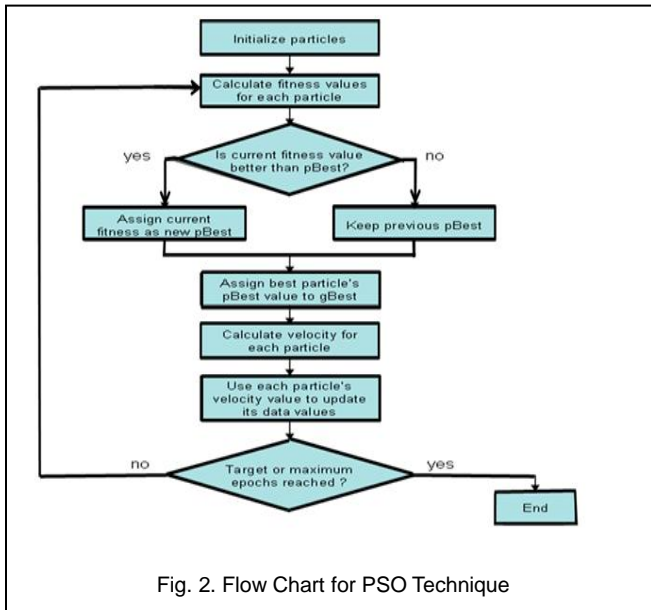 Initialize particles
Calculate fitness values
for each particle
Is current fitness value
better than pBest?
yes
no
Assign current
fitness as new pBest
Keep previous pBest
Assign best particle's
pBest value to gBest
Calculate velocity for
each particle
Use each particle's
velocity value to update
its data values
Target or maximum
epochs reached ?
no
yes
End
Fig. 2. Flow Chart for PSO Technique